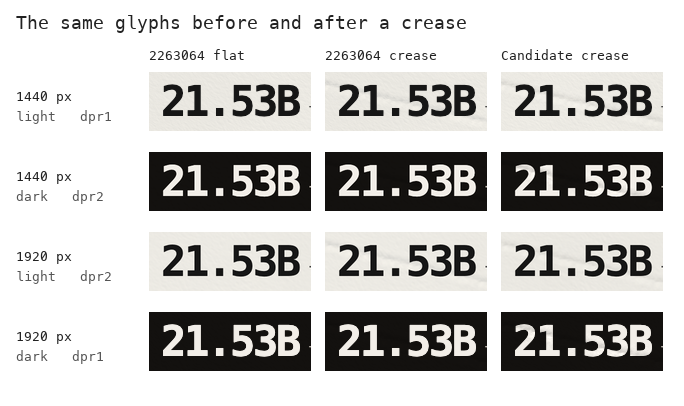 The same glyphs before and after a crease
2263064 flat 2263064 crease Candidate crease
1440 px
light dpr1
21.53B 21.53B 21.53B
1440 px
dark dpr2
21.53B 21.53B 21.53B
1920 px
light dpr2
21.53B 21.53B 21.53B
1920 px
dark dpr1
21.53B 21.53B 21.53B